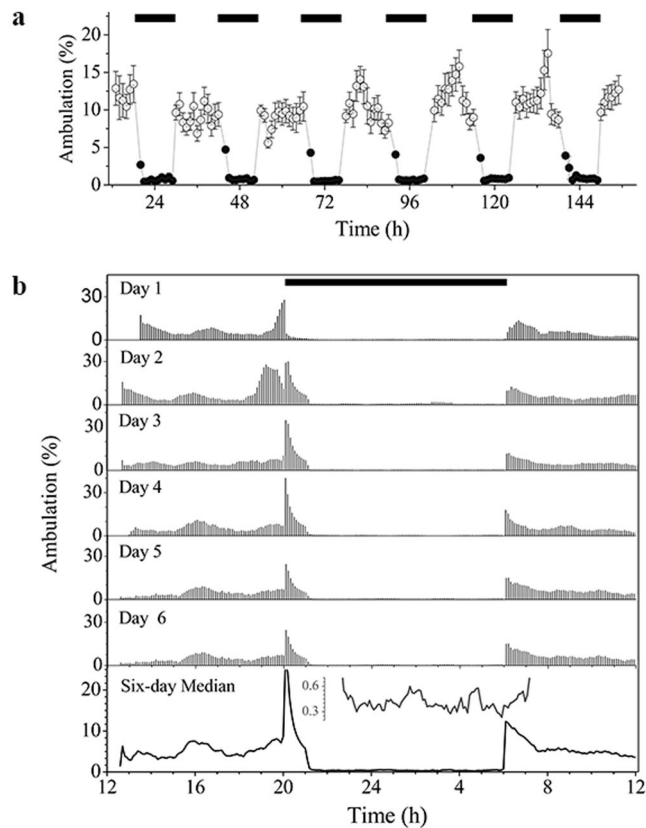 a
25
20
15
10
5
0
Ambulation (%)
24 48 72 96 120 144
Time (h)
b
30
Day 1
0
30
Day 2
0
30
Day 3
0
30
Day 4
0
30
Day 5
0
30
Day 6
0
Ambulation (%)
20
Six-day Median
0.6
0.3
10
0
12 16 20 24 4 8 12
Time (h)